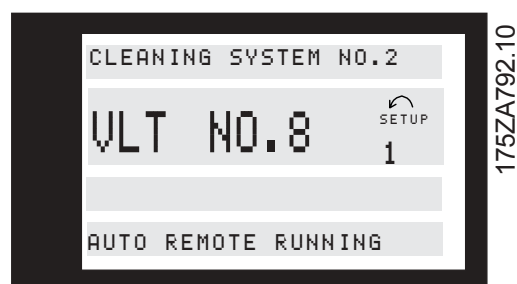 CLEANING SYSTEM NO.2
VLT NO.8
SETUP
1
AUTO REMOTE RUNNING
175ZA792.10